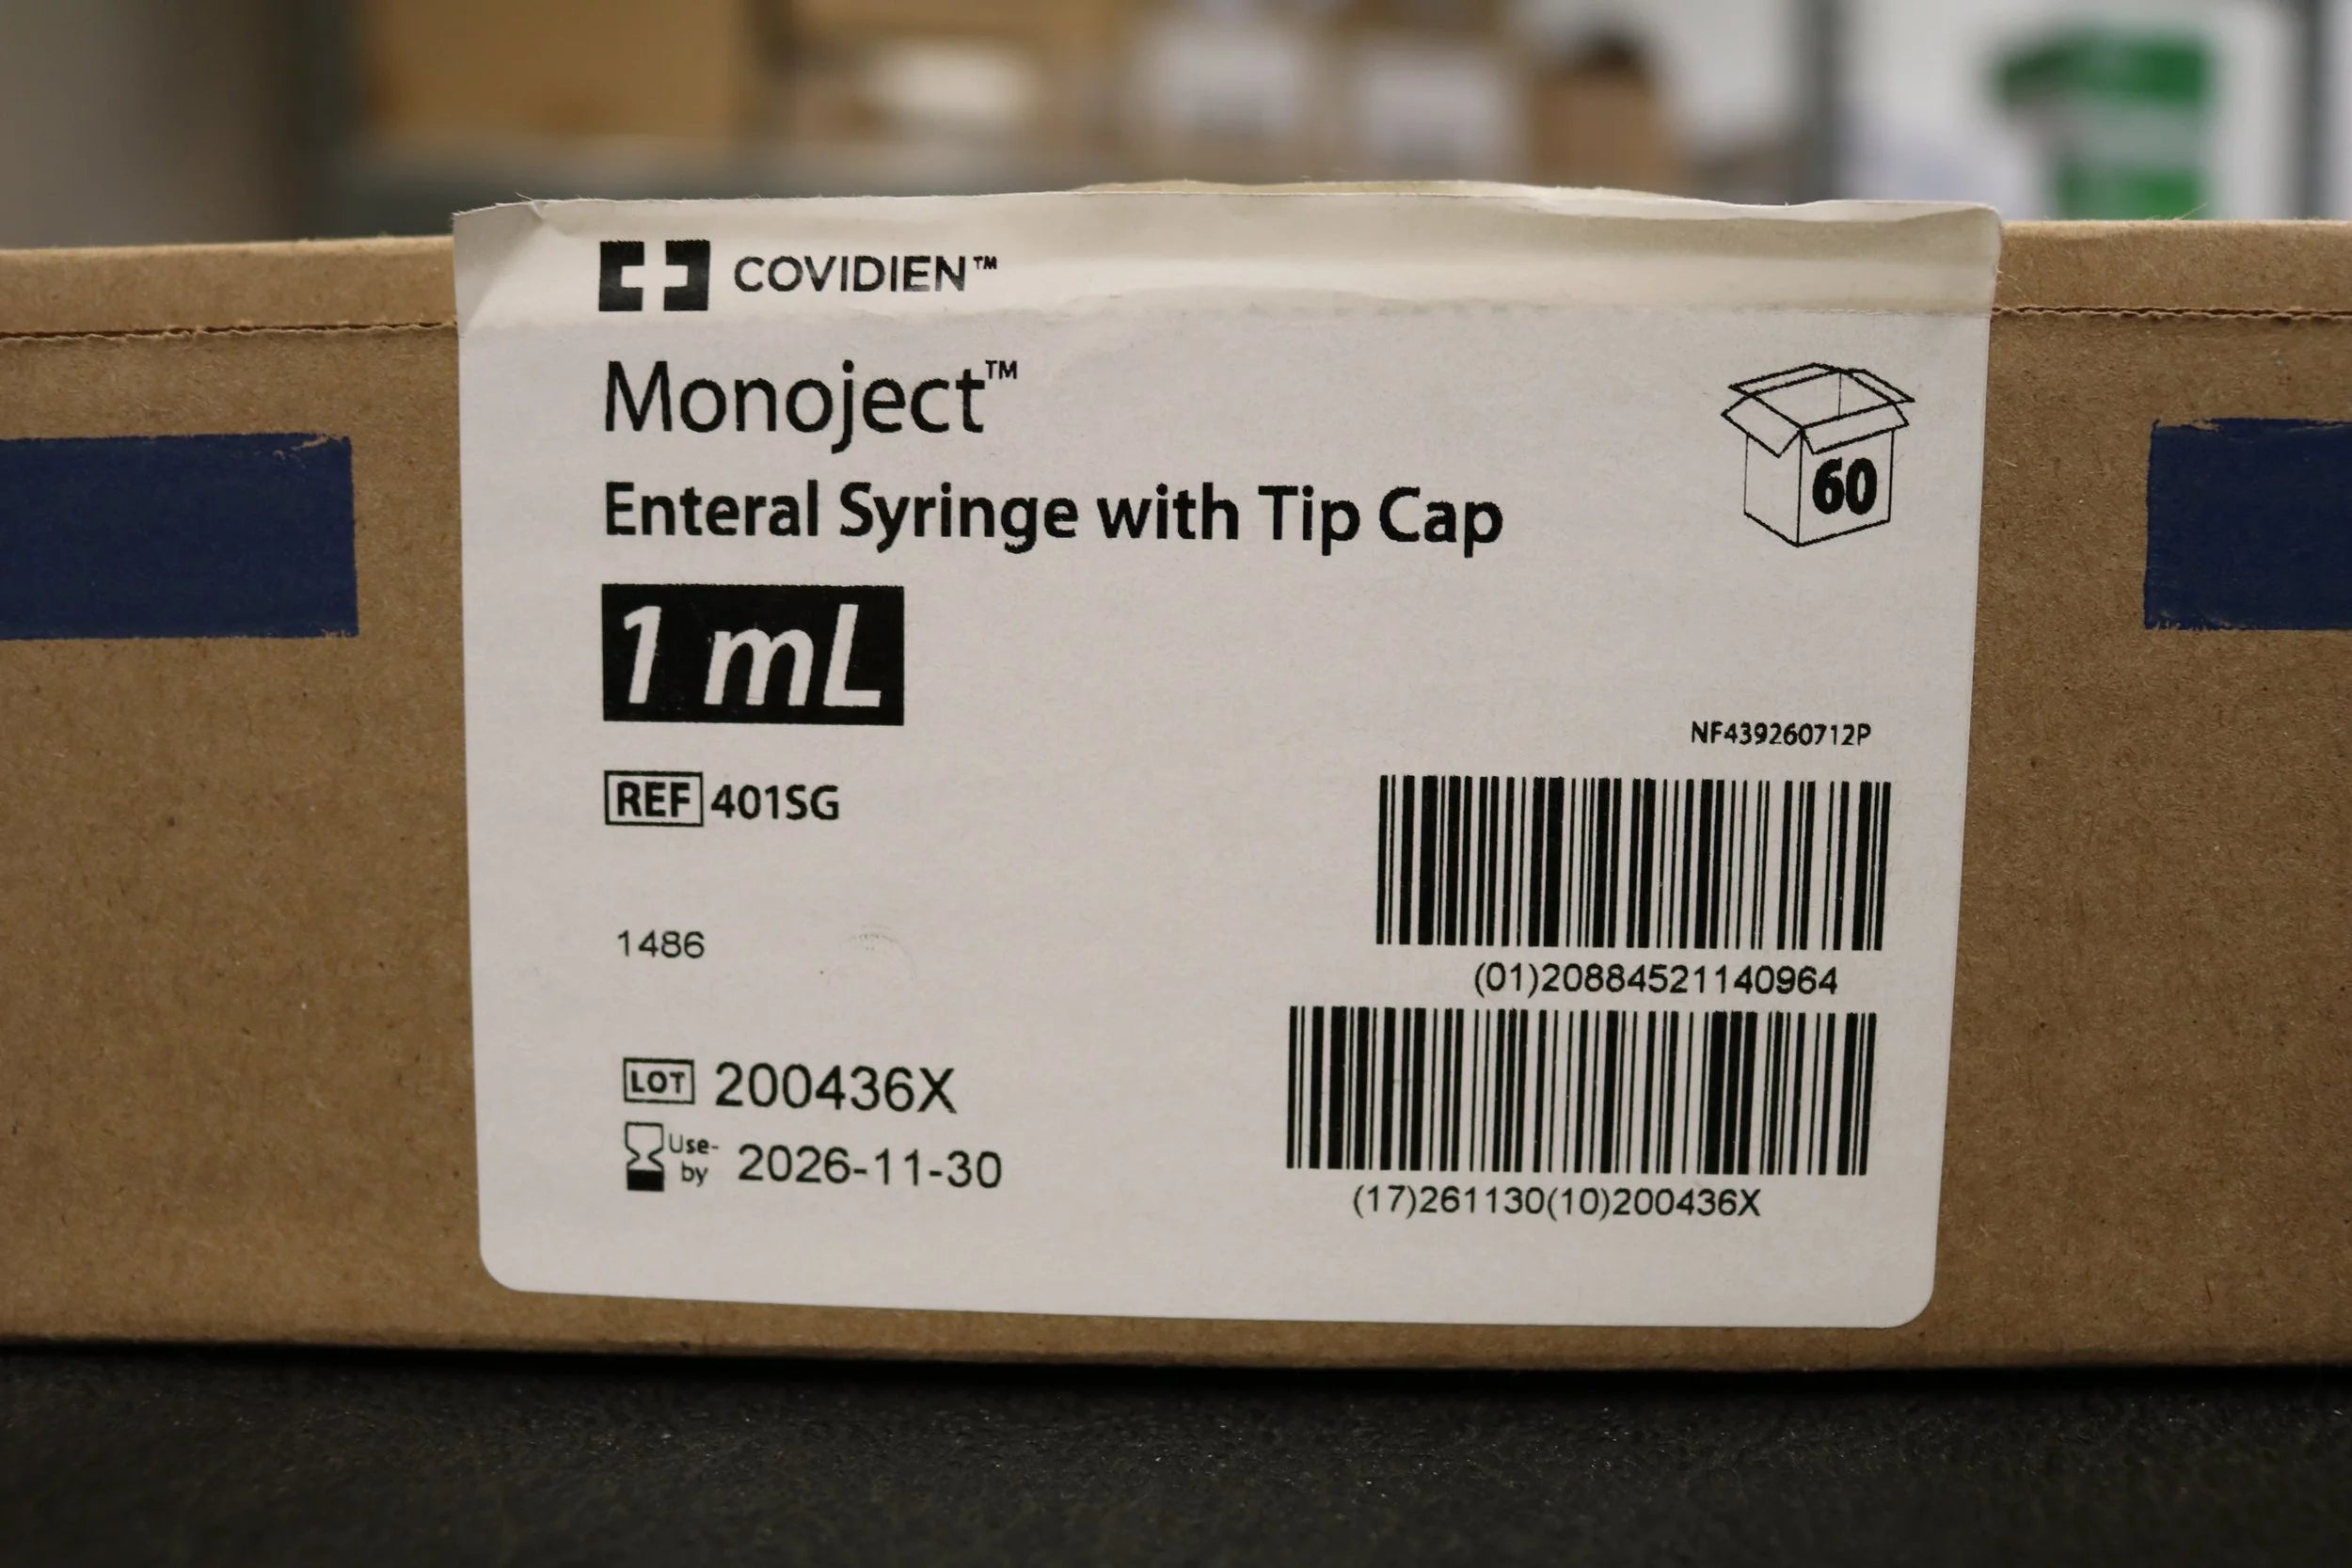 COVIDIEN™
Monoject™
Enteral Syringe with Tip Cap
60
1 mL
NF439260712P
REF 401SG
1486
(01)20884521140964
LOT 200436X
Use-by 2026-11-30
(17)261130(10)200436X